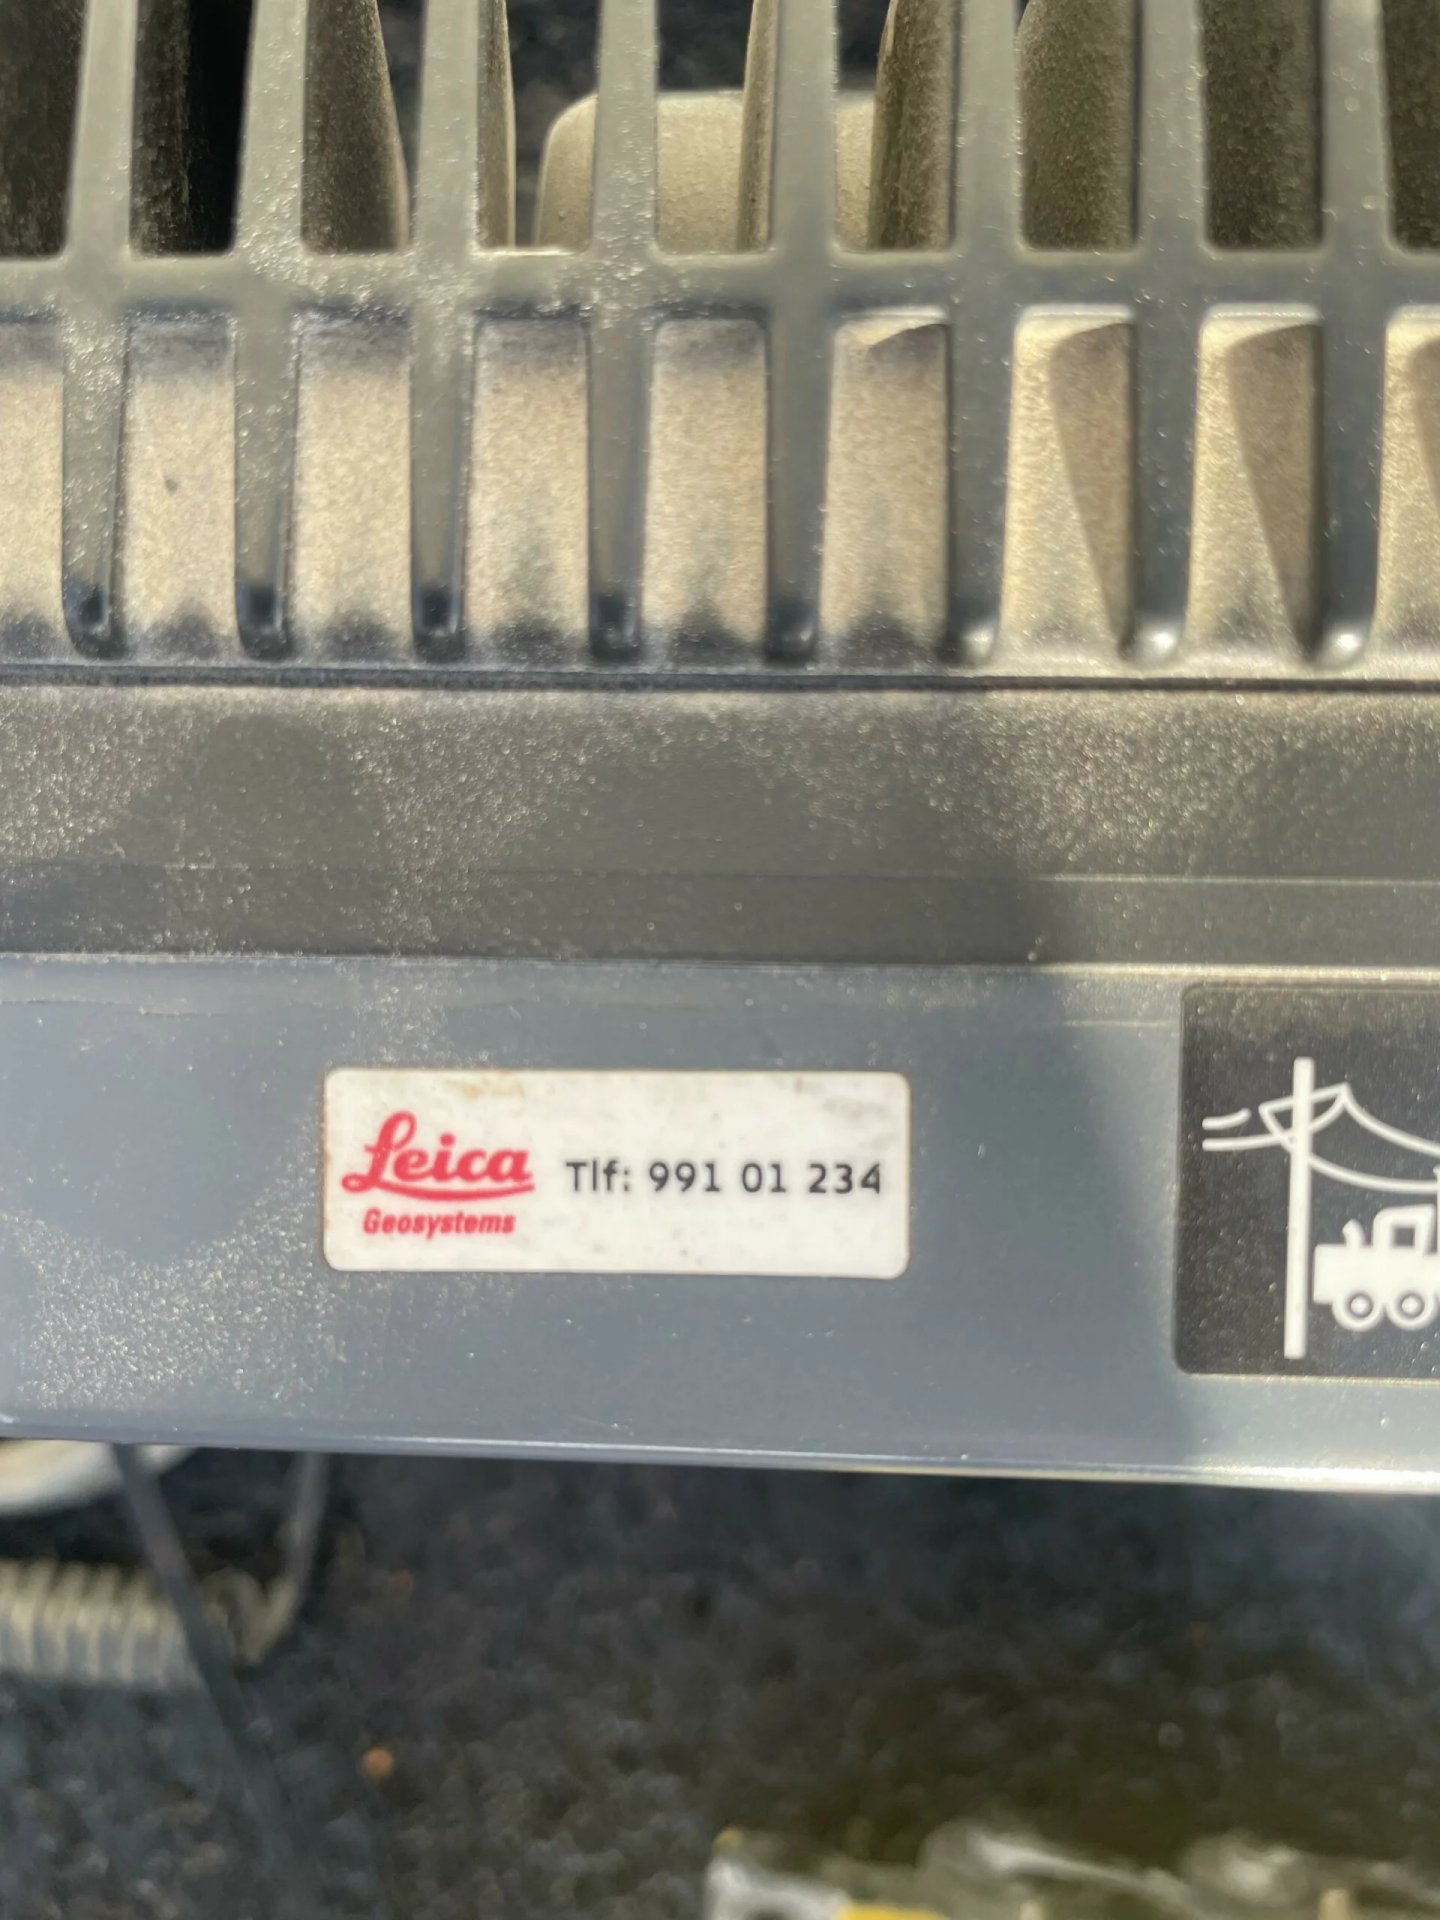 Leica
Geosystems
Tlf: 991 01 234